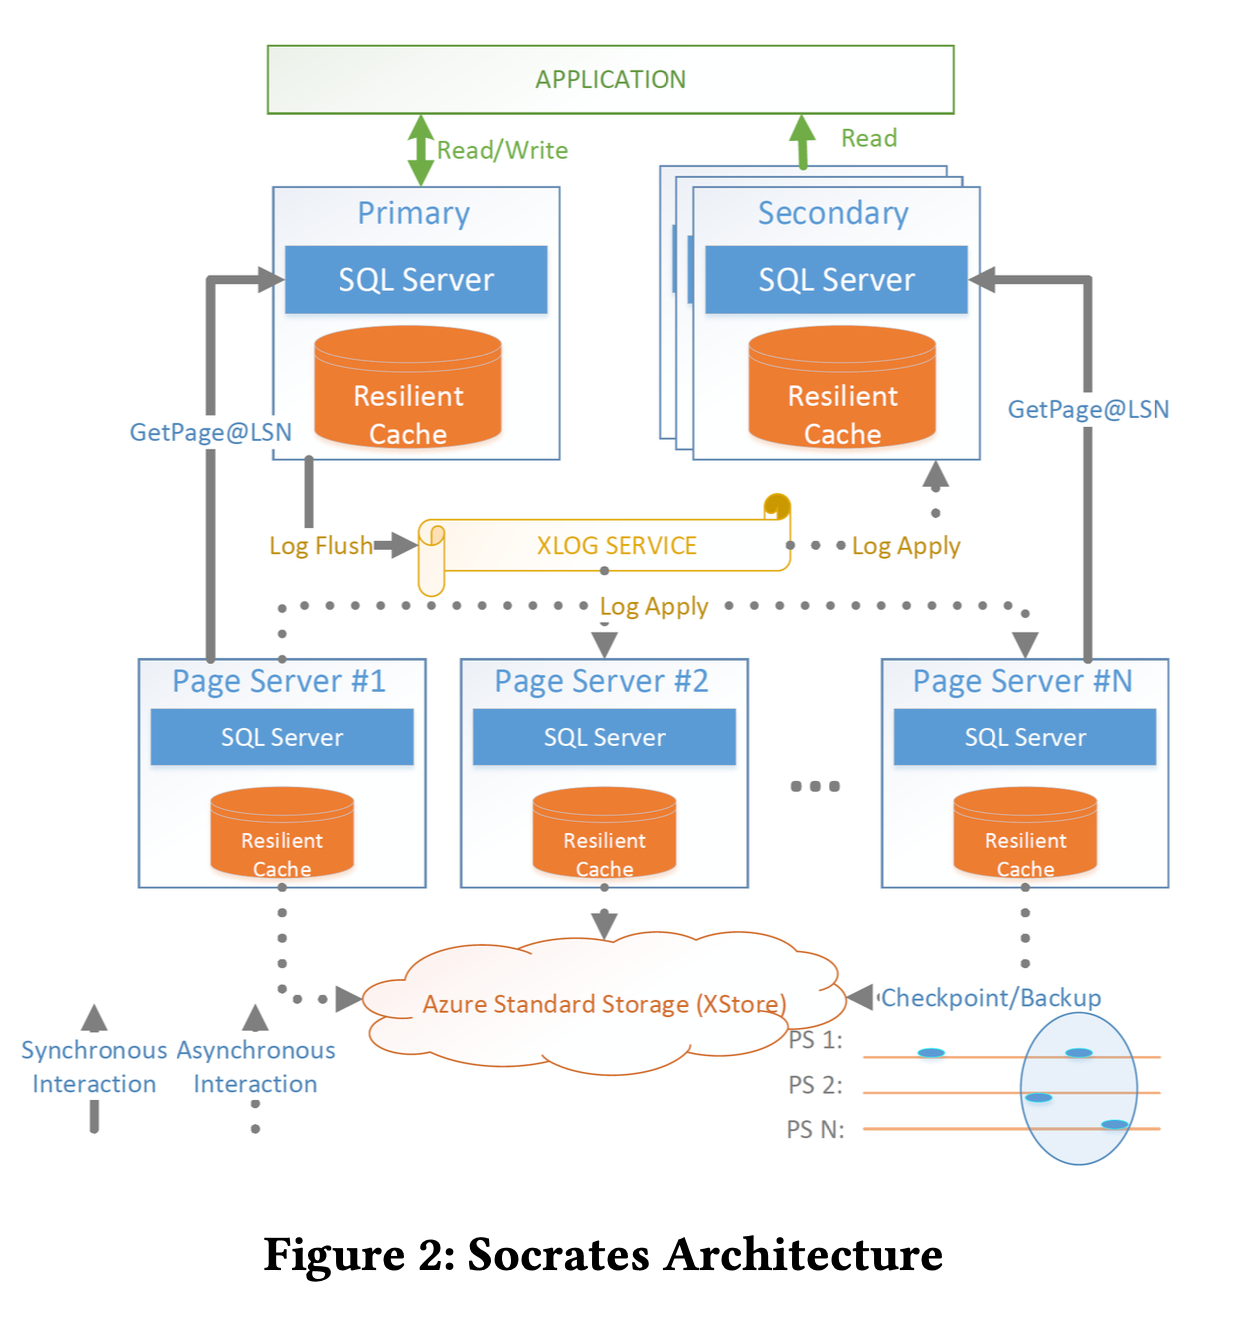 APPLICATION
Read/Write
Read
Primary
SQL Server
Resilient
Cache
Secondary
SQL Server
Resilient
Cache
GetPage@LSN
GetPage@LSN
Log Flush
XLOG SERVICE
Log Apply
Log Apply
Page Server #1
SQL Server
Resilient
Cache
Page Server #2
SQL Server
Resilient
Cache
Page Server #N
SQL Server
Resilient
Cache
Azure Standard Storage (XStore)
Checkpoint/Backup
Synchronous
Interaction
Asynchronous
Interaction
PS 1:
PS 2:
PS N:
Figure 2: Socrates Architecture